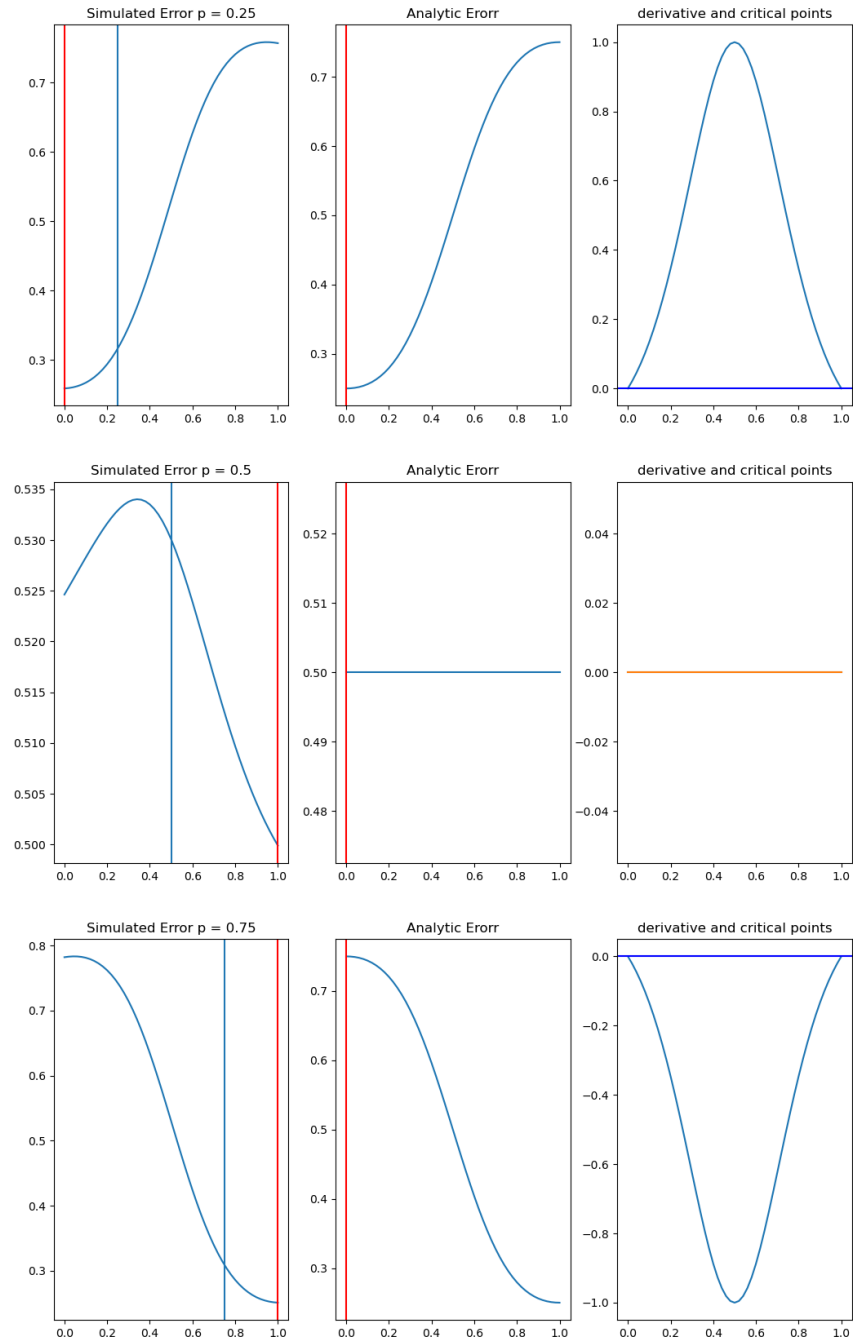 Simulated Error p = 0.25
Analytic Erorr
derivative and critical points
0.7
0.6
0.5
0.4
0.3
0.0 0.2 0.4 0.6 0.8 1.0
0.7
0.6
0.5
0.4
0.3
0.0 0.2 0.4 0.6 0.8 1.0
1.0
0.8
0.6
0.4
0.2
0.0
0.0 0.2 0.4 0.6 0.8 1.0
Simulated Error p = 0.5
Analytic Erorr
derivative and critical points
0.535
0.530
0.525
0.520
0.515
0.510
0.505
0.500
0.0 0.2 0.4 0.6 0.8 1.0
0.52
0.51
0.50
0.49
0.48
0.0 0.2 0.4 0.6 0.8 1.0
0.04
0.02
0.00
−0.02
−0.04
0.0 0.2 0.4 0.6 0.8 1.0
Simulated Error p = 0.75
Analytic Erorr
derivative and critical points
0.8
0.7
0.6
0.5
0.4
0.3
0.0 0.2 0.4 0.6 0.8 1.0
0.7
0.6
0.5
0.4
0.3
0.0 0.2 0.4 0.6 0.8 1.0
0.0
−0.2
−0.4
−0.6
−0.8
−1.0
0.0 0.2 0.4 0.6 0.8 1.0